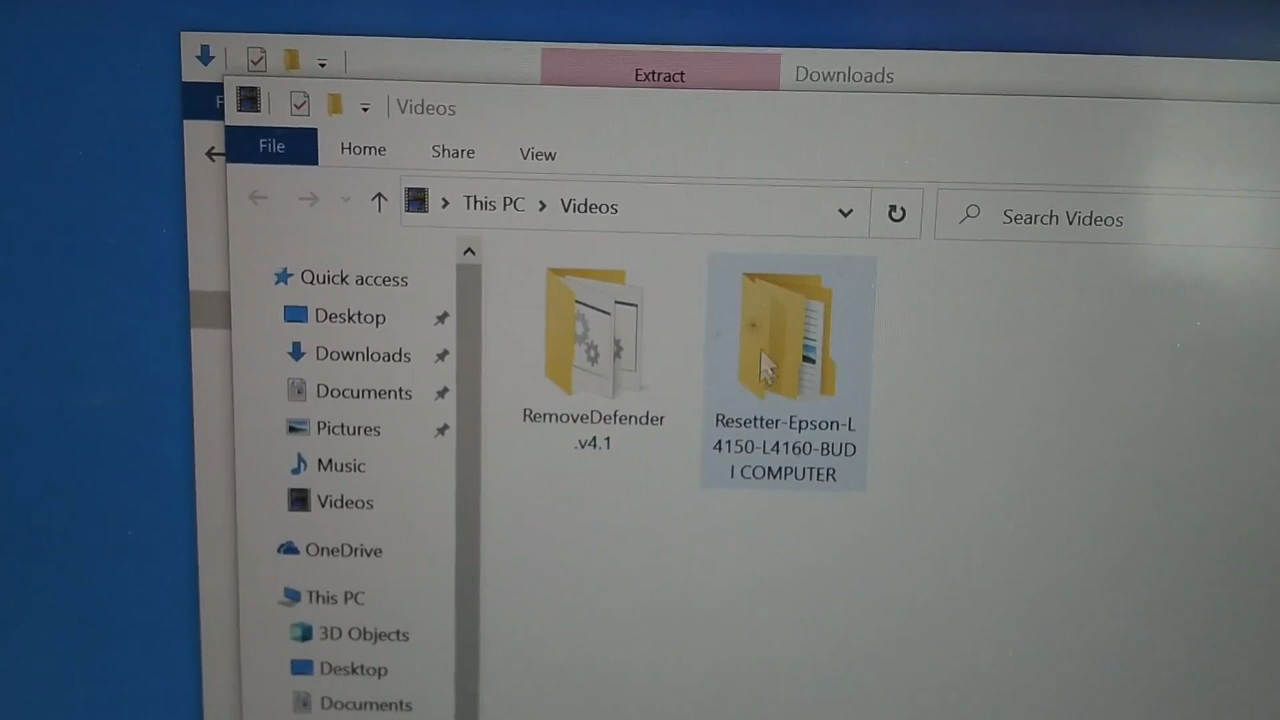 Extract
Downloads
Videos
File
Home
Share
View
This PC
Videos
Search Videos
Quick access
Desktop
Downloads
Documents
Pictures
Music
Videos
OneDrive
This PC
3D Objects
Desktop
Documents
RemoveDefender
.v4.1
Resetter-Epson-L
4150-L4160-BUD
I COMPUTER